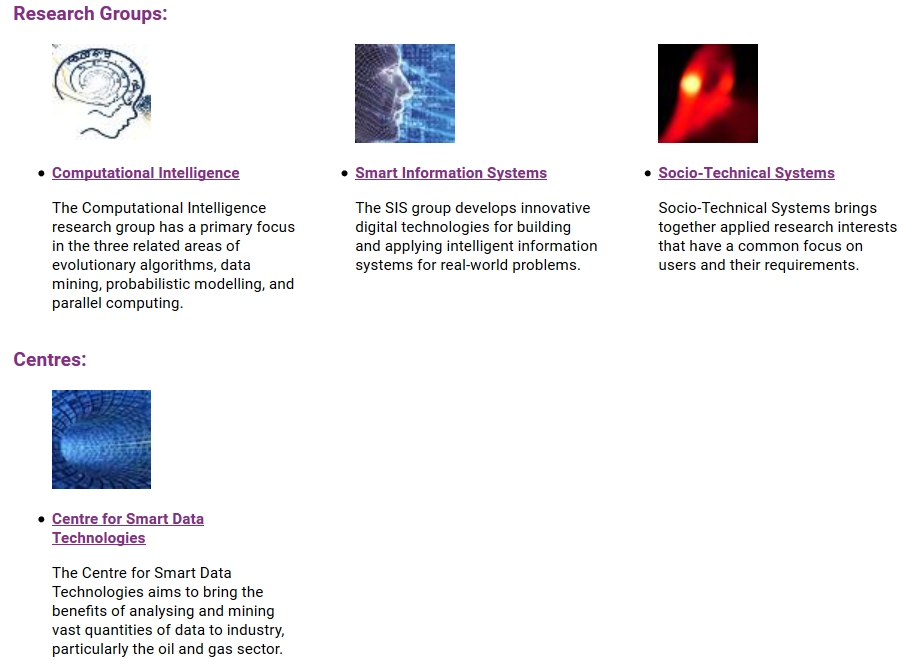 Research Groups:
Computational Intelligence
The Computational Intelligence
research group has a primary focus
in the three related areas of
evolutionary algorithms, data
mining, probabilistic modelling, and
parallel computing.
Smart Information Systems
The SIS group develops innovative
digital technologies for building
and applying intelligent information
systems for real-world problems.
Socio-Technical Systems
Socio-Technical Systems brings
together applied research interests
that have a common focus on
users and their requirements.
Centres:
Centre for Smart Data
Technologies
The Centre for Smart Data
Technologies aims to bring the
benefits of analysing and mining
vast quantities of data to industry,
particularly the oil and gas sector.